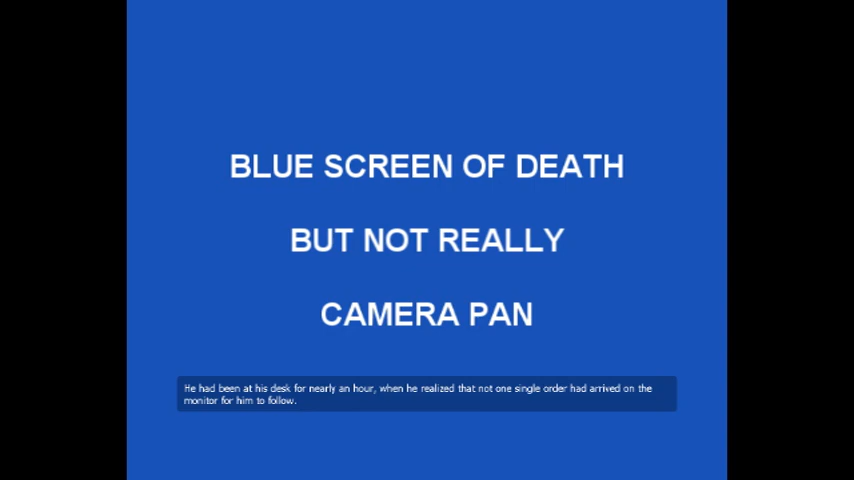 BLUE SCREEN OF DEATH
BUT NOT REALLY
CAMERA PAN
He had been at his desk for nearly an hour, when he realized that not one single order had arrived on the
monitor for him to follow.